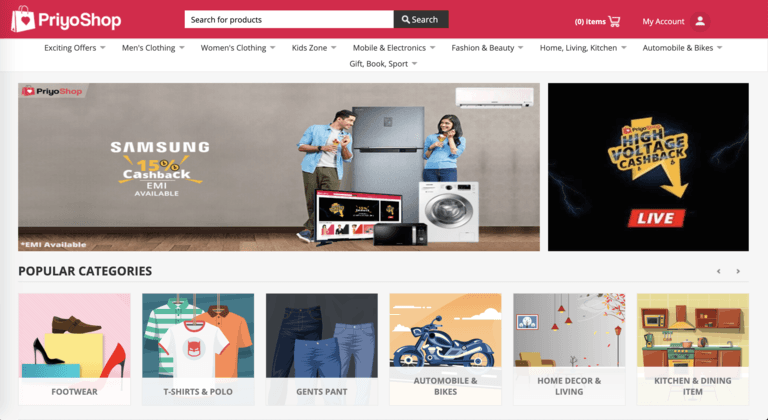 PriyoShop
Search for products
Search
(0) items
My Account
Exciting Offers
Men's Clothing
Women's Clothing
Kids Zone
Mobile & Electronics
Fashion & Beauty
Home, Living, Kitchen
Automobile & Bikes
Gift, Book, Sport
PriyoShop
SAMSUNG
15%
Cashback
EMI
AVAILABLE
*EMI Available
PriyoShop
HIGH
VOLTAGE
CASHBACK
LIVE
POPULAR CATEGORIES
FOOTWEAR
T-SHIRTS & POLO
GENTS PANT
AUTOMOBILE &
BIKES
HOME DECOR &
LIVING
KITCHEN & DINING
ITEM